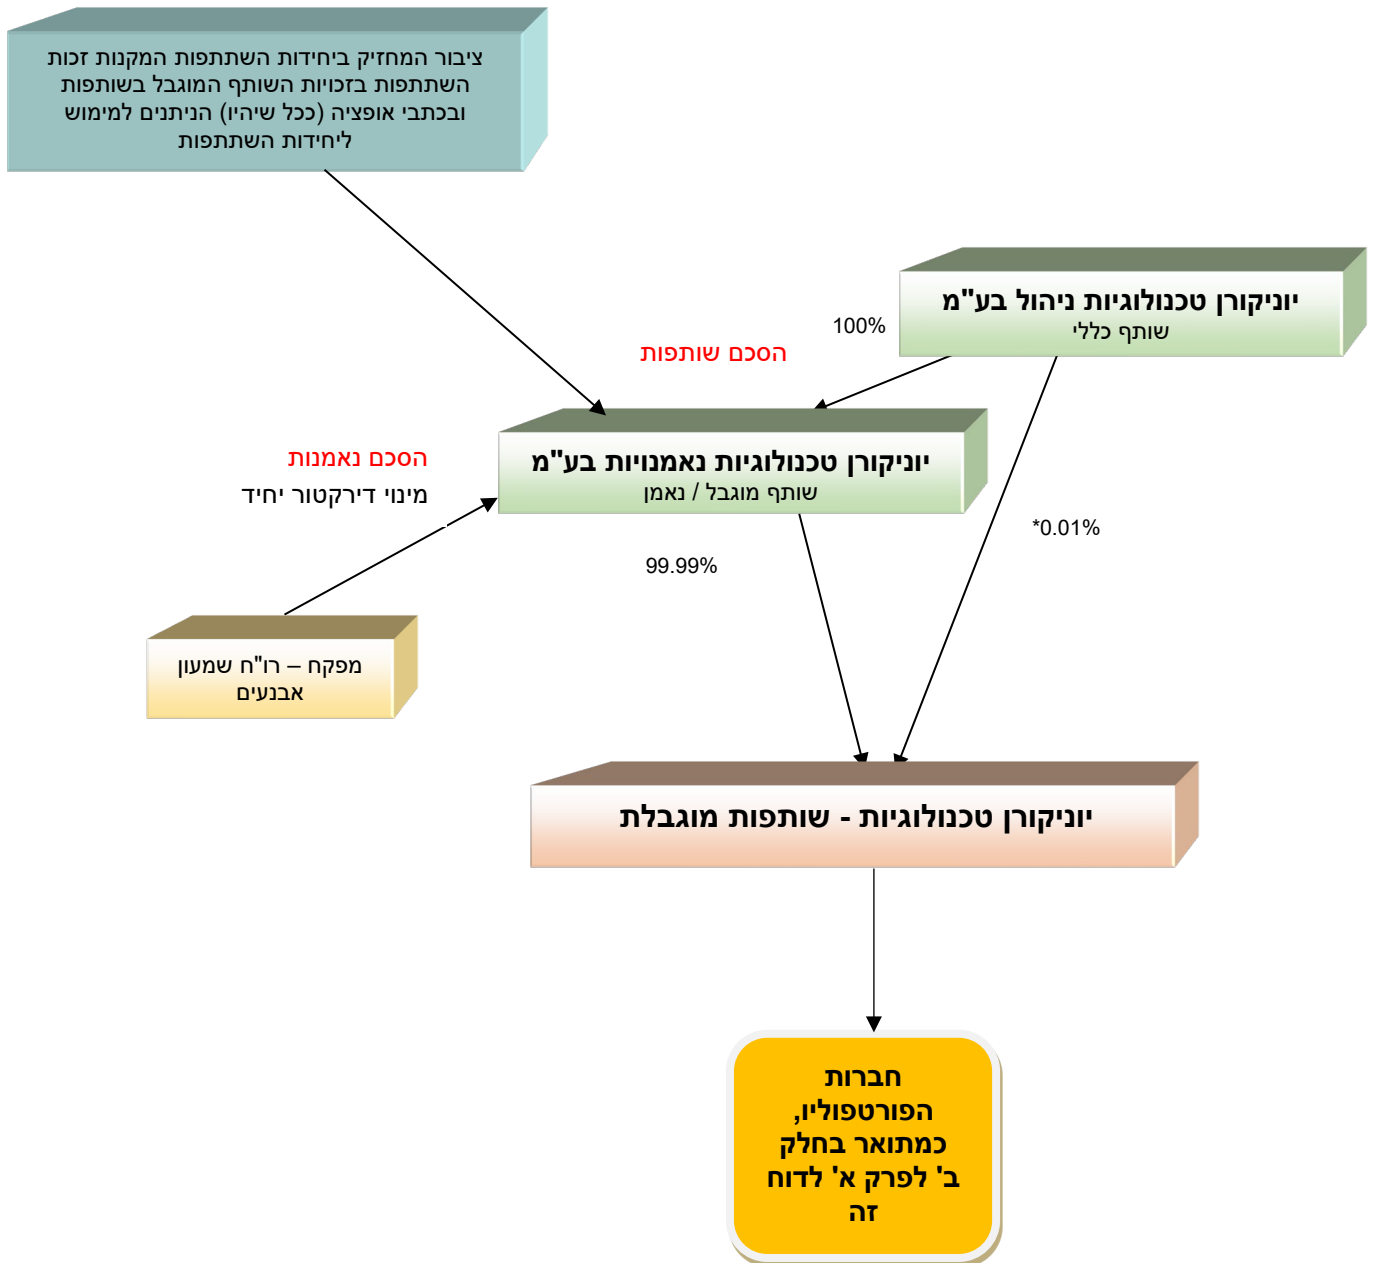 ציבור המחזיק ביחידות השתתפות המקנות זכות
השתתפות בזכויות השותף המוגבל בשותפות
ובכתבי אופציה (ככל שיהיו) הניתנים למימוש
ליחידות השתתפות
יוניקורן טכנולוגיות ניהול בע"מ
שותף כללי
100%
הסכם שותפות
יוניקורן טכנולוגיות נאמנויות בע"מ
שותף מוגבל / נאמן
הסכם נאמנות
מינוי דירקטור יחיד
*0.01%
99.99%
מפקח – רו"ח שמעון
אבנעים
יוניקורן טכנולוגיות - שותפות מוגבלת
חברות
הפורטפוליו,
כמתואר בחלק
ב' לפרק א' לדוח
זה